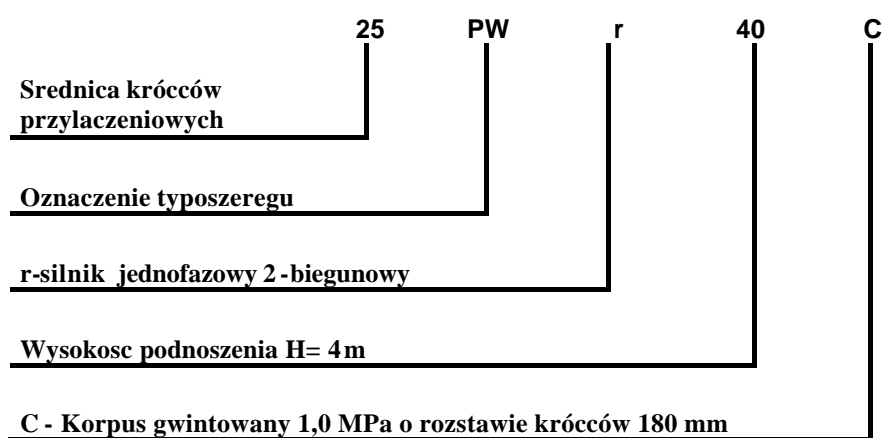 25 PW r 40 C
Srednica krócców
przylaczeniowych
Oznaczenie typoszeregu
r-silnik jednofazowy 2-biegunowy
Wysokosc podnoszenia H= 4m
C - Korpus gwintowany 1,0 MPa o rozstawie krócców 180 mm